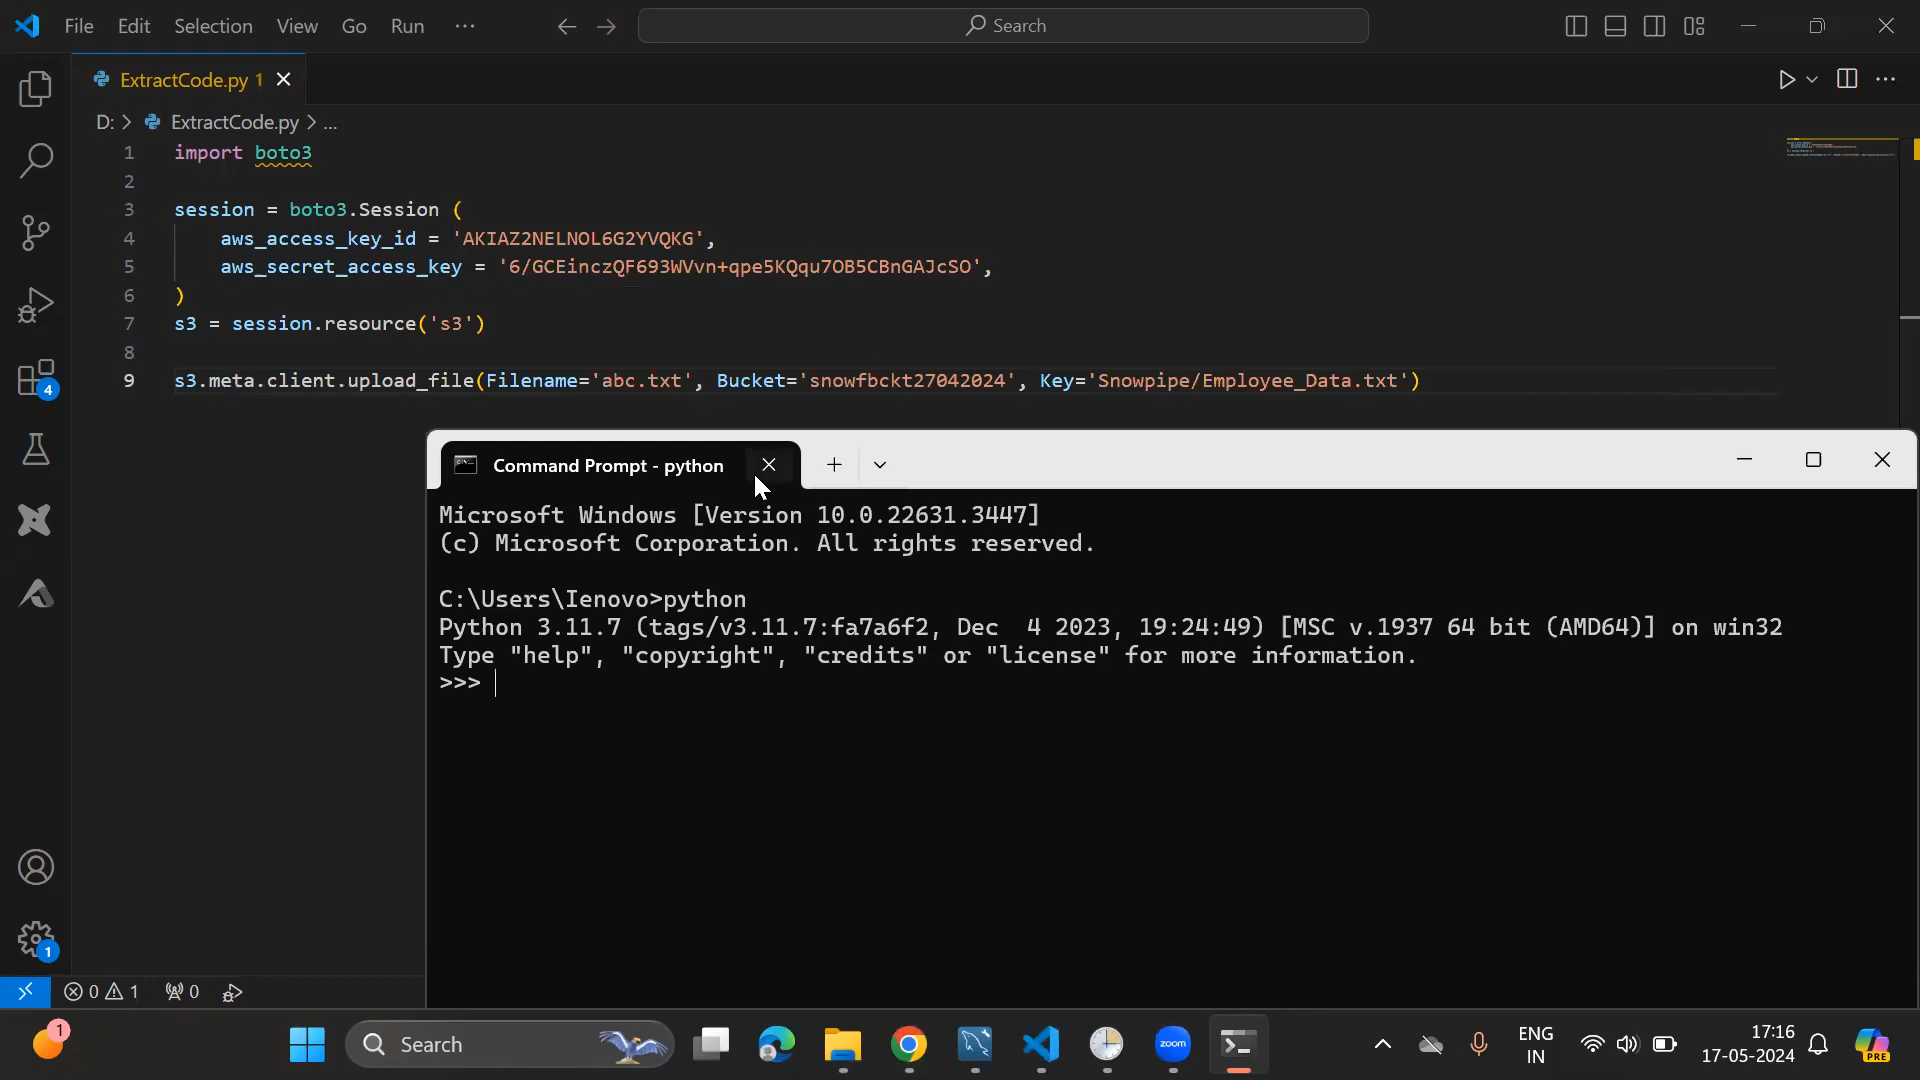 File Edit Selection View Go Run ··· Search
ExtractCode.py 1
D: > ExtractCode.py > ...
1 import boto3
2
3 session = boto3.Session (
4 aws_access_key_id = 'AKIAZ2NELNOL6G2YVQKG',
5 aws_secret_access_key = '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',
6 )
7 s3 = session.resource('s3')
8
9 s3.meta.client.upload_file(Filename='abc.txt', Bucket='snowfbckt27042024', Key='Snowpipe/Employee_Data.txt')
4
Command Prompt - python
Microsoft Windows [Version 10.0.22631.3447]
(c) Microsoft Corporation. All rights reserved.
C:\Users\Ienovo>python
Python 3.11.7 (tags/v3.11.7:fa7a6f2, Dec  4 2023, 19:24:49) [MSC v.1937 64 bit (AMD64)] on win32
Type "help", "copyright", "credits" or "license" for more information.
>>>
1
0 1 0
1
Search
zoom
ENG
IN
17:16
17-05-2024
PRE